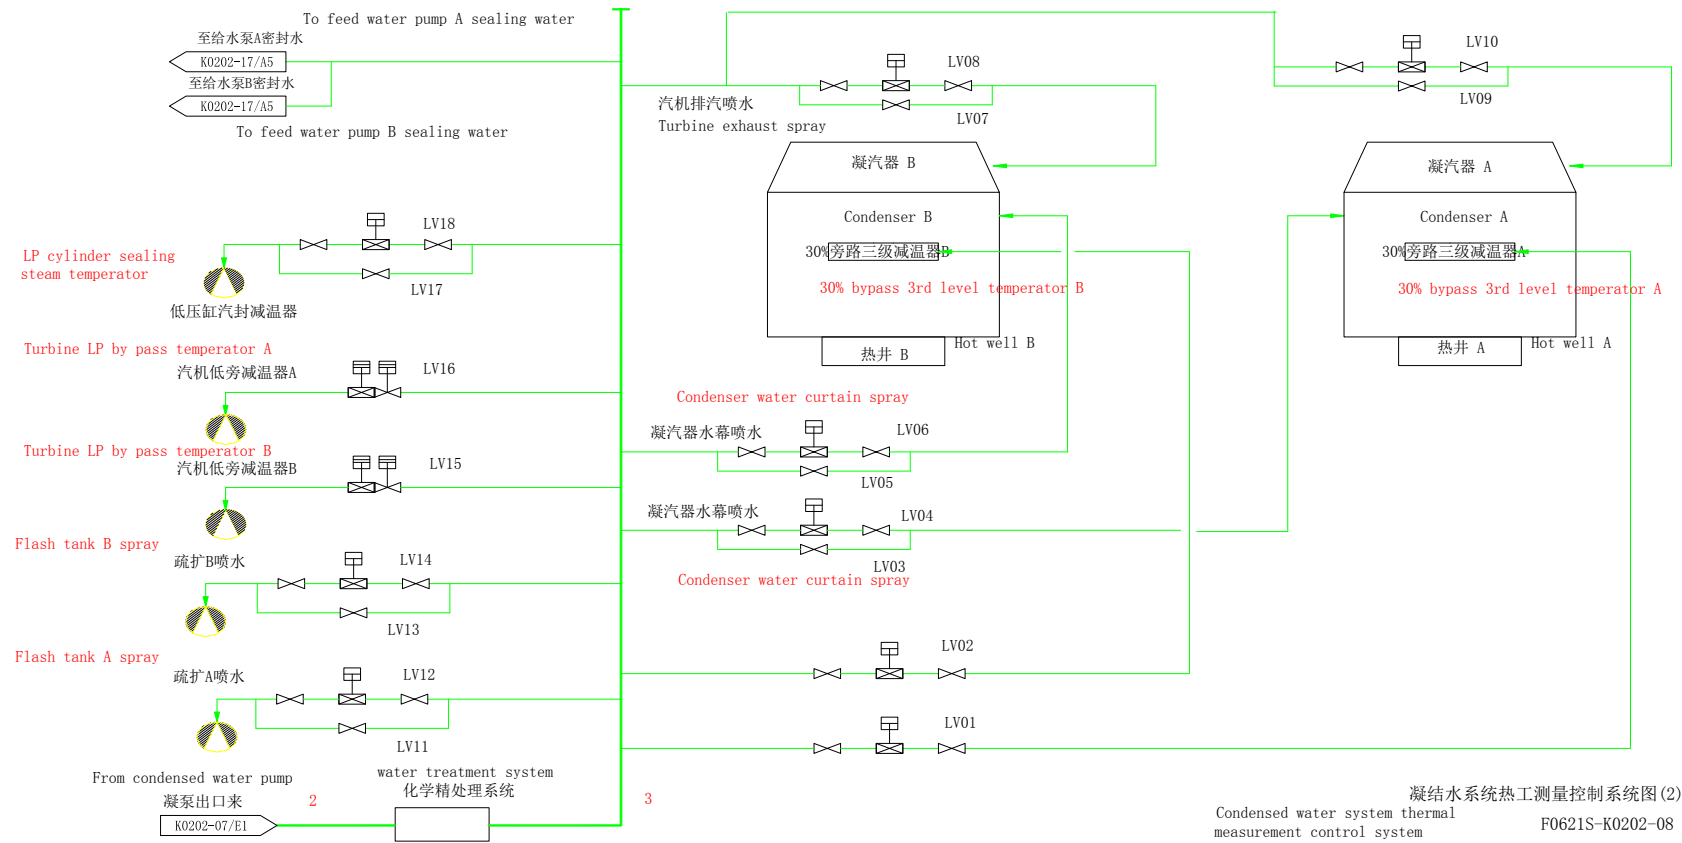 To feed water pump A sealing water
至给水泵A密封水
K0202-17/A5
至给水泵B密封水
K0202-17/A5
To feed water pump B sealing water
LV08
汽机排汽喷水
Turbine exhaust spray
LV07
LV10
LV09
凝汽器 B
Condenser B
30%旁路三级减温器B
30% bypass 3rd level temperator B
热井 B
Hot well B
凝汽器 A
Condenser A
30%旁路三级减温器A
30% bypass 3rd level temperator A
热井 A
Hot well A
LV18
LP cylinder sealing
steam temperator
LV17
低压缸汽封减温器
Turbine LP by pass temperator A
汽机低旁减温器A
LV16
Turbine LP by pass temperator B
汽机低旁减温器B
LV15
Condenser water curtain spray
凝汽器水幕喷水
LV06
LV05
凝汽器水幕喷水
LV04
LV03
Condenser water curtain spray
Flash tank B spray
疏扩B喷水
LV14
LV13
Flash tank A spray
疏扩A喷水
LV12
LV11
LV02
LV01
From condensed water pump
凝泵出口来
K0202-07/E1
2
water treatment system
化学精处理系统
3
凝结水系统热工测量控制系统图(2)
Condensed water system thermal
measurement control system
F0621S-K0202-08